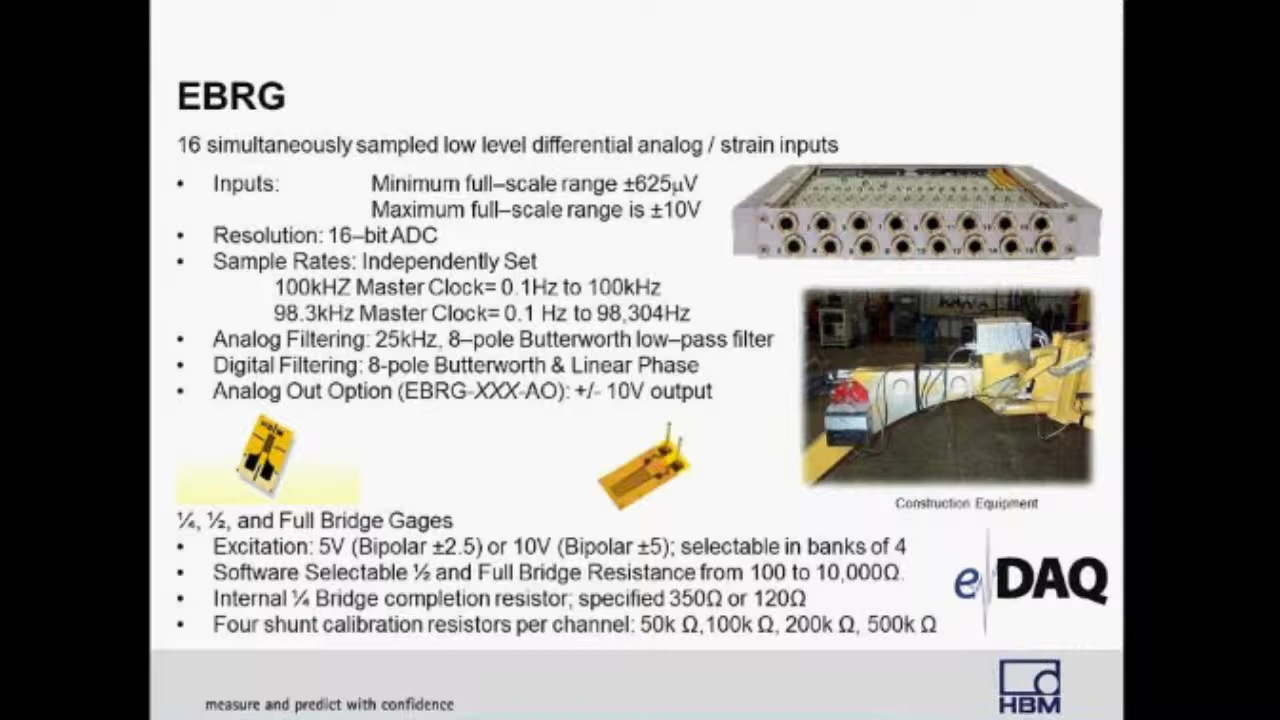 EBRG
16 simultaneously sampled low level differential analog / strain inputs
• Inputs: Minimum full–scale range ±625µV
Maximum full–scale range is ±10V
• Resolution: 16–bit ADC
• Sample Rates: Independently Set
100kHZ Master Clock= 0.1Hz to 100kHz
98.3kHz Master Clock= 0.1 Hz to 98,304Hz
• Analog Filtering: 25kHz, 8–pole Butterworth low–pass filter
• Digital Filtering: 8-pole Butterworth & Linear Phase
• Analog Out Option (EBRG-XXX-AO): +/- 10V output
Construction Equipment
¼, ½, and Full Bridge Gages
• Excitation: 5V (Bipolar ±2.5) or 10V (Bipolar ±5); selectable in banks of 4
• Software Selectable ½ and Full Bridge Resistance from 100 to 10,000Ω.
• Internal ¼ Bridge completion resistor; specified 350Ω or 120Ω
• Four shunt calibration resistors per channel: 50k Ω,100k Ω, 200k Ω, 500k Ω
eDAQ
measure and predict with confidence
HBM